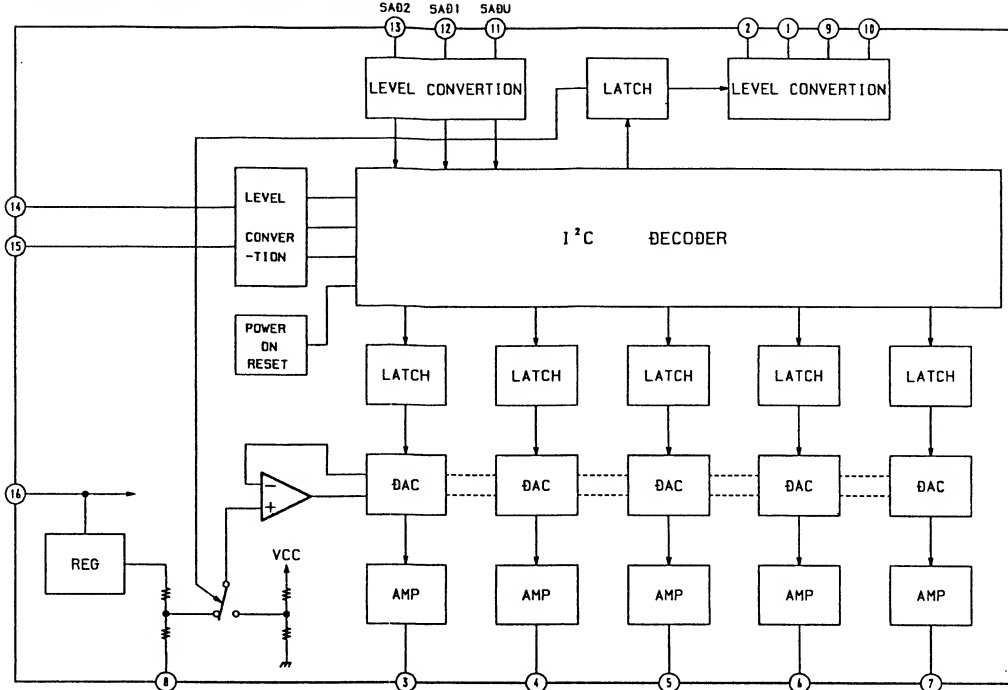 SAD2 SAD1 SADU
13 12 11 2 1 9 10
LEVEL CONVERTION
LATCH
LEVEL CONVERTION
14
15
LEVEL
CONVER
-TION
I²C DECODER
POWER
ON
RESET
LATCH LATCH LATCH LATCH LATCH
16
REG
VCC
-
+
DAC DAC DAC DAC DAC
AMP AMP AMP AMP AMP
8 3 4 5 6 7